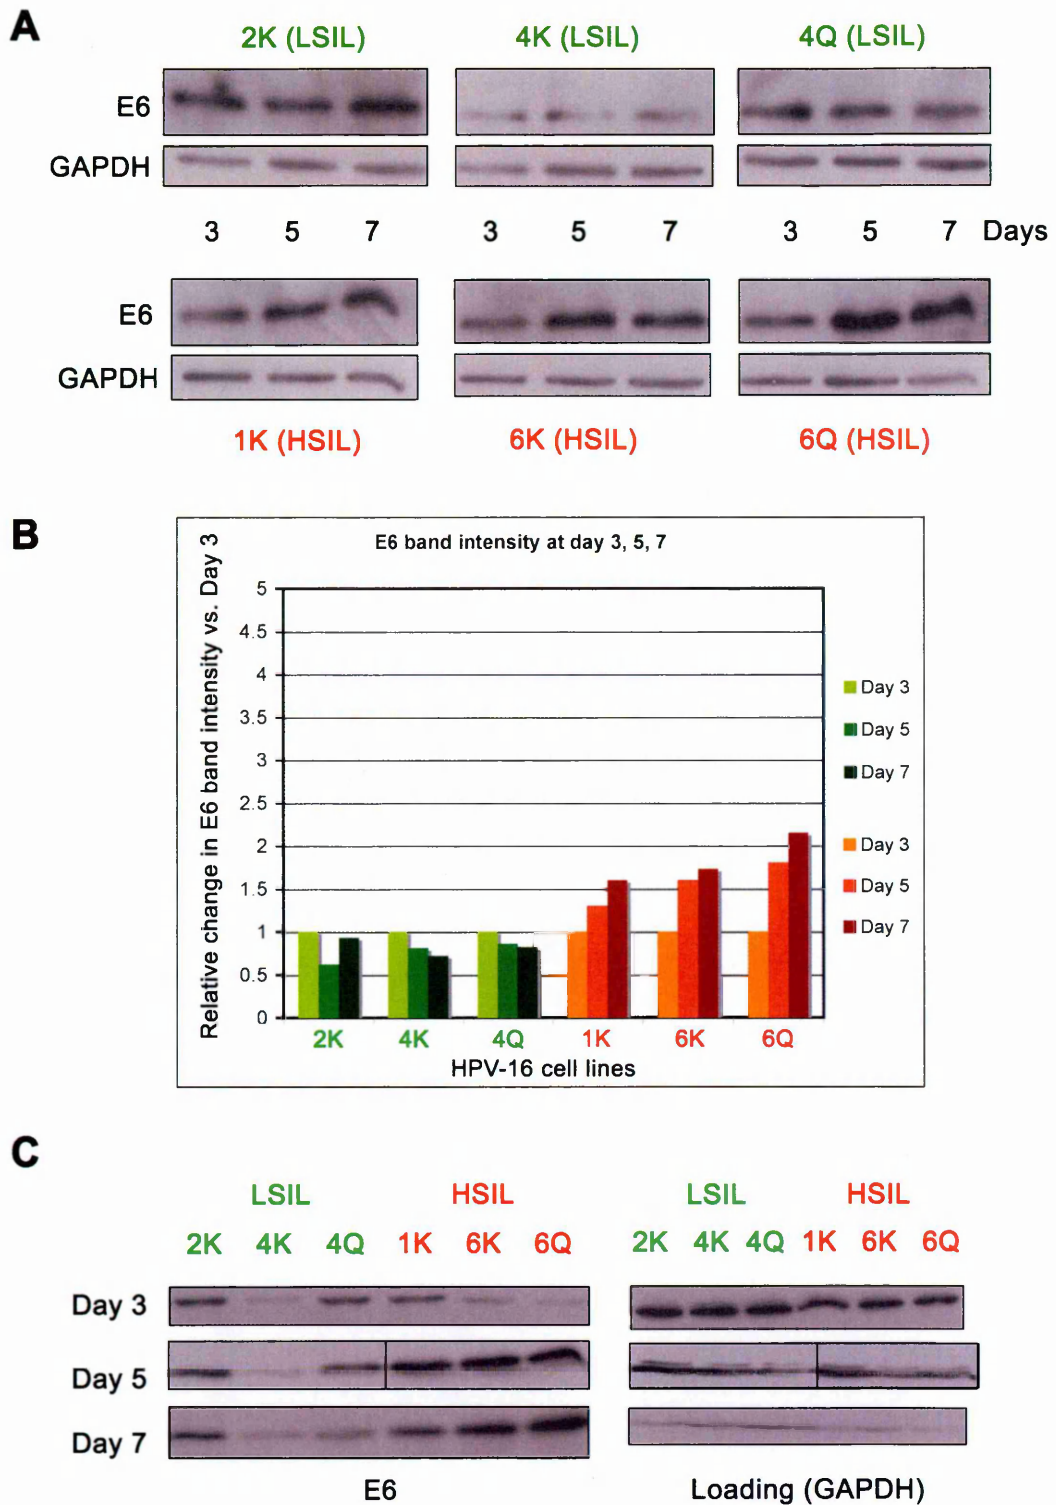 A
2K (LSIL) 4K (LSIL) 4Q (LSIL)
E6
GAPDH
3 5 7 3 5 7 3 5 7 Days
E6
GAPDH
1K (HSIL) 6K (HSIL) 6Q (HSIL)
B
E6 band intensity at day 3, 5, 7
Relative change in E6 band intensity vs. Day 3
5
4.5
4
3.5
3
2.5
2
1.5
1
0.5
0
2K 4K 4Q 1K 6K 6Q
HPV-16 cell lines
Day 3
Day 5
Day 7
Day 3
Day 5
Day 7
C
LSIL HSIL LSIL HSIL
2K 4K 4Q 1K 6K 6Q 2K 4K 4Q 1K 6K 6Q
Day 3
Day 5
Day 7
E6 Loading (GAPDH)